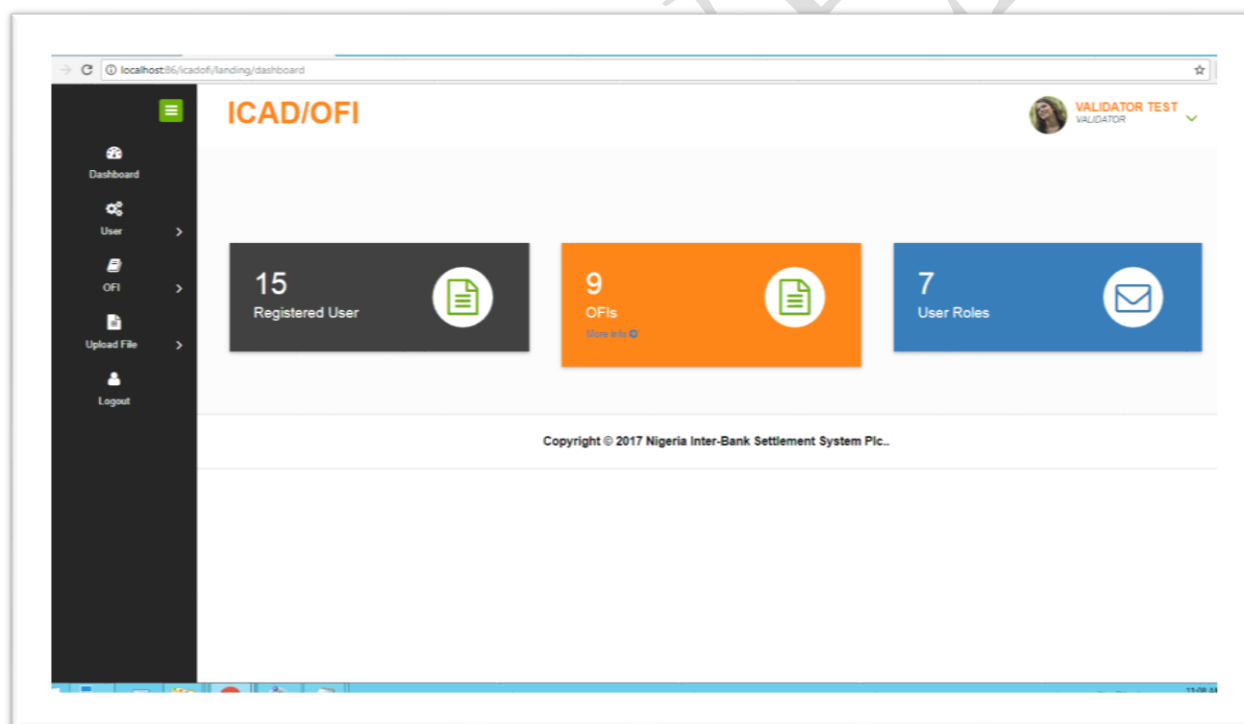 localhost:86/icadofi/landing/dashboard
ICAD/OFI
VALIDATOR TEST
VALIDATOR
Dashboard
User
OFI
Upload File
Logout
15
Registered User
9
OFIs
More info
7
User Roles
Copyright © 2017 Nigeria Inter-Bank Settlement System Plc..